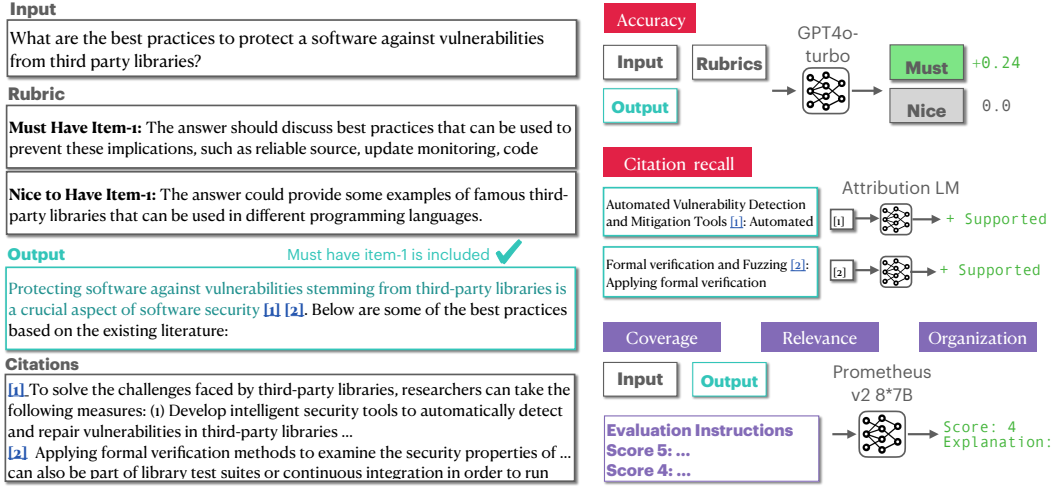 Input
What are the best practices to protect a software against vulnerabilities
from third party libraries?
Rubric
Must Have Item-1: The answer should discuss best practices that can be used to
prevent these implications, such as reliable source, update monitoring, code
Nice to Have Item-1: The answer could provide some examples of famous third-
party libraries that can be used in different programming languages.
Output
Must have item-1 is included
Protecting software against vulnerabilities stemming from third-party libraries is
a crucial aspect of software security [1] [2]. Below are some of the best practices
based on the existing literature:
Citations
[1] To solve the challenges faced by third-party libraries, researchers can take the
following measures: (1) Develop intelligent security tools to automatically detect
and repair vulnerabilities in third-party libraries ...
[2] Applying formal verification methods to examine the security properties of ...
can also be part of library test suites or continuous integration in order to run
Accuracy
Input
Rubrics
Output
GPT4o-
turbo
Must
+0.24
Nice
0.0
Citation recall
Attribution LM
Automated Vulnerability Detection
and Mitigation Tools [1]: Automated
[1]
+ Supported
Formal verification and Fuzzing [2]:
Applying formal verification
[2]
+ Supported
Coverage
Relevance
Organization
Input
Output
Prometheus
v2 8*7B
Evaluation Instructions
Score 5: ...
Score 4: ...
Score: 4
Explanation: